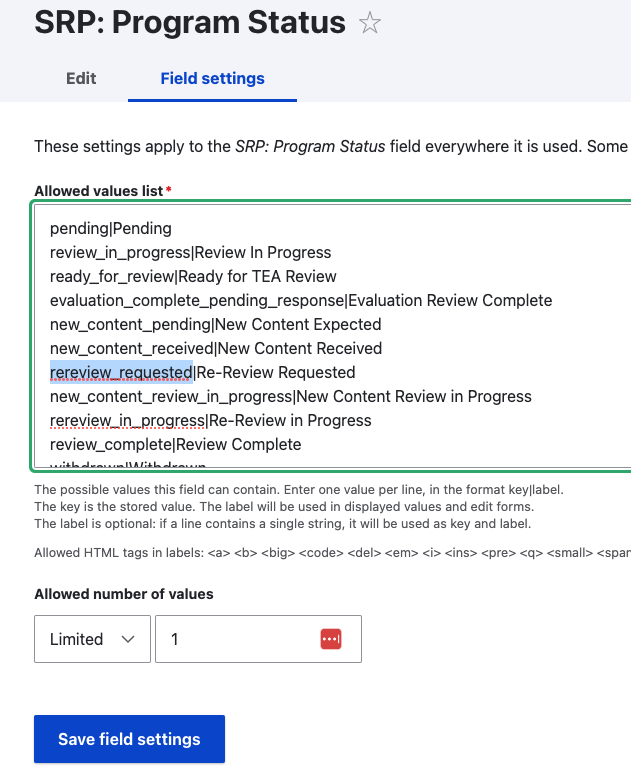 SRP: Program Status
Edit
Field settings
These settings apply to the SRP: Program Status field everywhere it is used. Some
Allowed values list*
pending|Pending
review_in_progress|Review In Progress
ready_for_review|Ready for TEA Review
evaluation_complete_pending_response|Evaluation Review Complete
new_content_pending|New Content Expected
new_content_received|New Content Received
rereview_requested|Re-Review Requested
new_content_review_in_progress|New Content Review in Progress
rereview_in_progress|Re-Review in Progress
review_complete|Review Complete
withdrawn|Withdrawn
The possible values this field can contain. Enter one value per line, in the format key|label.
The key is the stored value. The label will be used in displayed values and edit forms.
The label is optional: if a line contains a single string, it will be used as key and label.
Allowed HTML tags in labels: <a> <b> <big> <code> <del> <em> <i> <ins> <pre> <q> <small> <span
Allowed number of values
Limited
1
Save field settings